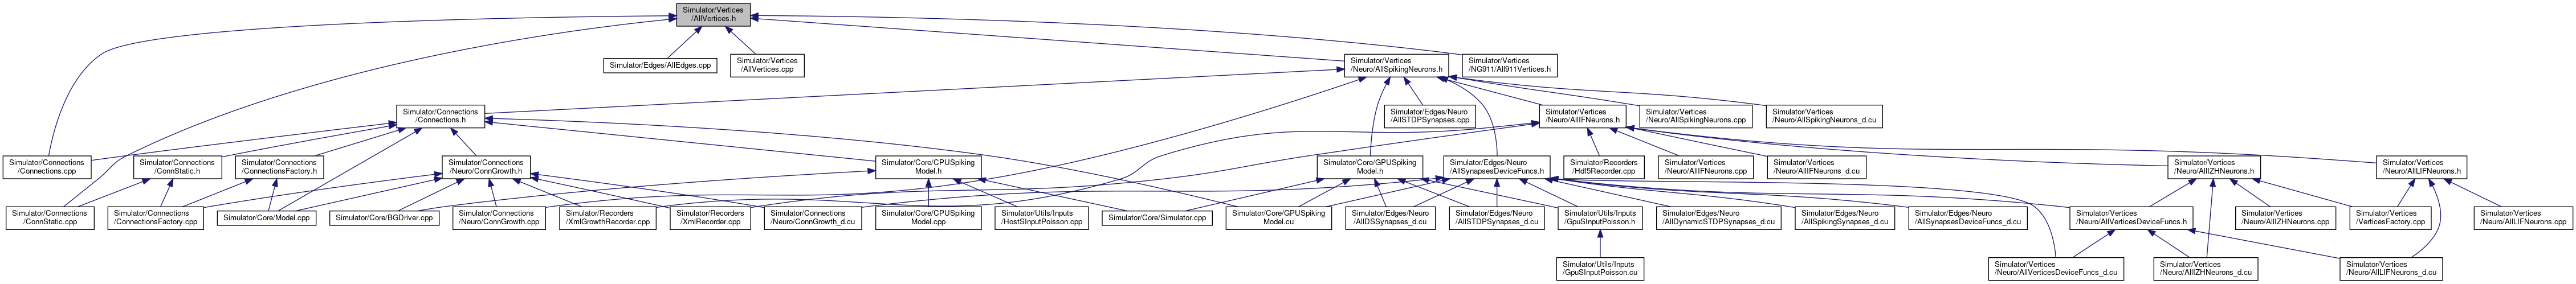 Simulator/Vertices
/AllVertices.h
Simulator/Edges/AllEdges.cpp
Simulator/Vertices
/AllVertices.cpp
Simulator/Vertices
/Neuro/AllSpikingNeurons.h
Simulator/Vertices
/NG911/All911Vertices.h
Simulator/Connections
/Connections.h
Simulator/Edges/Neuro
/AllSTDPSynapses.cpp
Simulator/Vertices
/Neuro/AllIFNeurons.h
Simulator/Vertices
/Neuro/AllSpikingNeurons.cpp
Simulator/Vertices
/Neuro/AllSpikingNeurons_d.cu
Simulator/Connections
/Connections.cpp
Simulator/Connections
/ConnStatic.h
Simulator/Connections
/ConnectionsFactory.h
Simulator/Connections
/Neuro/ConnGrowth.h
Simulator/Core/CPUSpiking
Model.h
Simulator/Core/GPUSpiking
Model.h
Simulator/Edges/Neuro
/AllSynapsesDeviceFuncs.h
Simulator/Recorders
/Hdf5Recorder.cpp
Simulator/Vertices
/Neuro/AllIFNeurons.cpp
Simulator/Vertices
/Neuro/AllIFNeurons_d.cu
Simulator/Vertices
/Neuro/AllIZHNeurons.h
Simulator/Vertices
/Neuro/AllLIFNeurons.h
Simulator/Connections
/ConnStatic.cpp
Simulator/Connections
/ConnectionsFactory.cpp
Simulator/Core/Model.cpp
Simulator/Core/BGDriver.cpp
Simulator/Connections
/Neuro/ConnGrowth.cpp
Simulator/Recorders
/XmlGrowthRecorder.cpp
Simulator/Recorders
/XmlRecorder.cpp
Simulator/Connections
/Neuro/ConnGrowth_d.cu
Simulator/Core/CPUSpiking
Model.cpp
Simulator/Utils/Inputs
/HostSInputPoisson.cpp
Simulator/Core/Simulator.cpp
Simulator/Core/GPUSpiking
Model.cu
Simulator/Edges/Neuro
/AllDSSynapses_d.cu
Simulator/Edges/Neuro
/AllSTDPSynapses_d.cu
Simulator/Utils/Inputs
/GpuSInputPoisson.h
Simulator/Edges/Neuro
/AllDynamicSTDPSynapses_d.cu
Simulator/Edges/Neuro
/AllSpikingSynapses_d.cu
Simulator/Edges/Neuro
/AllSynapsesDeviceFuncs_d.cu
Simulator/Vertices
/Neuro/AllVerticesDeviceFuncs.h
Simulator/Vertices
/Neuro/AllIZHNeurons.cpp
Simulator/Vertices
/VerticesFactory.cpp
Simulator/Vertices
/Neuro/AllLIFNeurons.cpp
Simulator/Utils/Inputs
/GpuSInputPoisson.cu
Simulator/Vertices
/Neuro/AllVerticesDeviceFuncs_d.cu
Simulator/Vertices
/Neuro/AllIZHNeurons_d.cu
Simulator/Vertices
/Neuro/AllLIFNeurons_d.cu